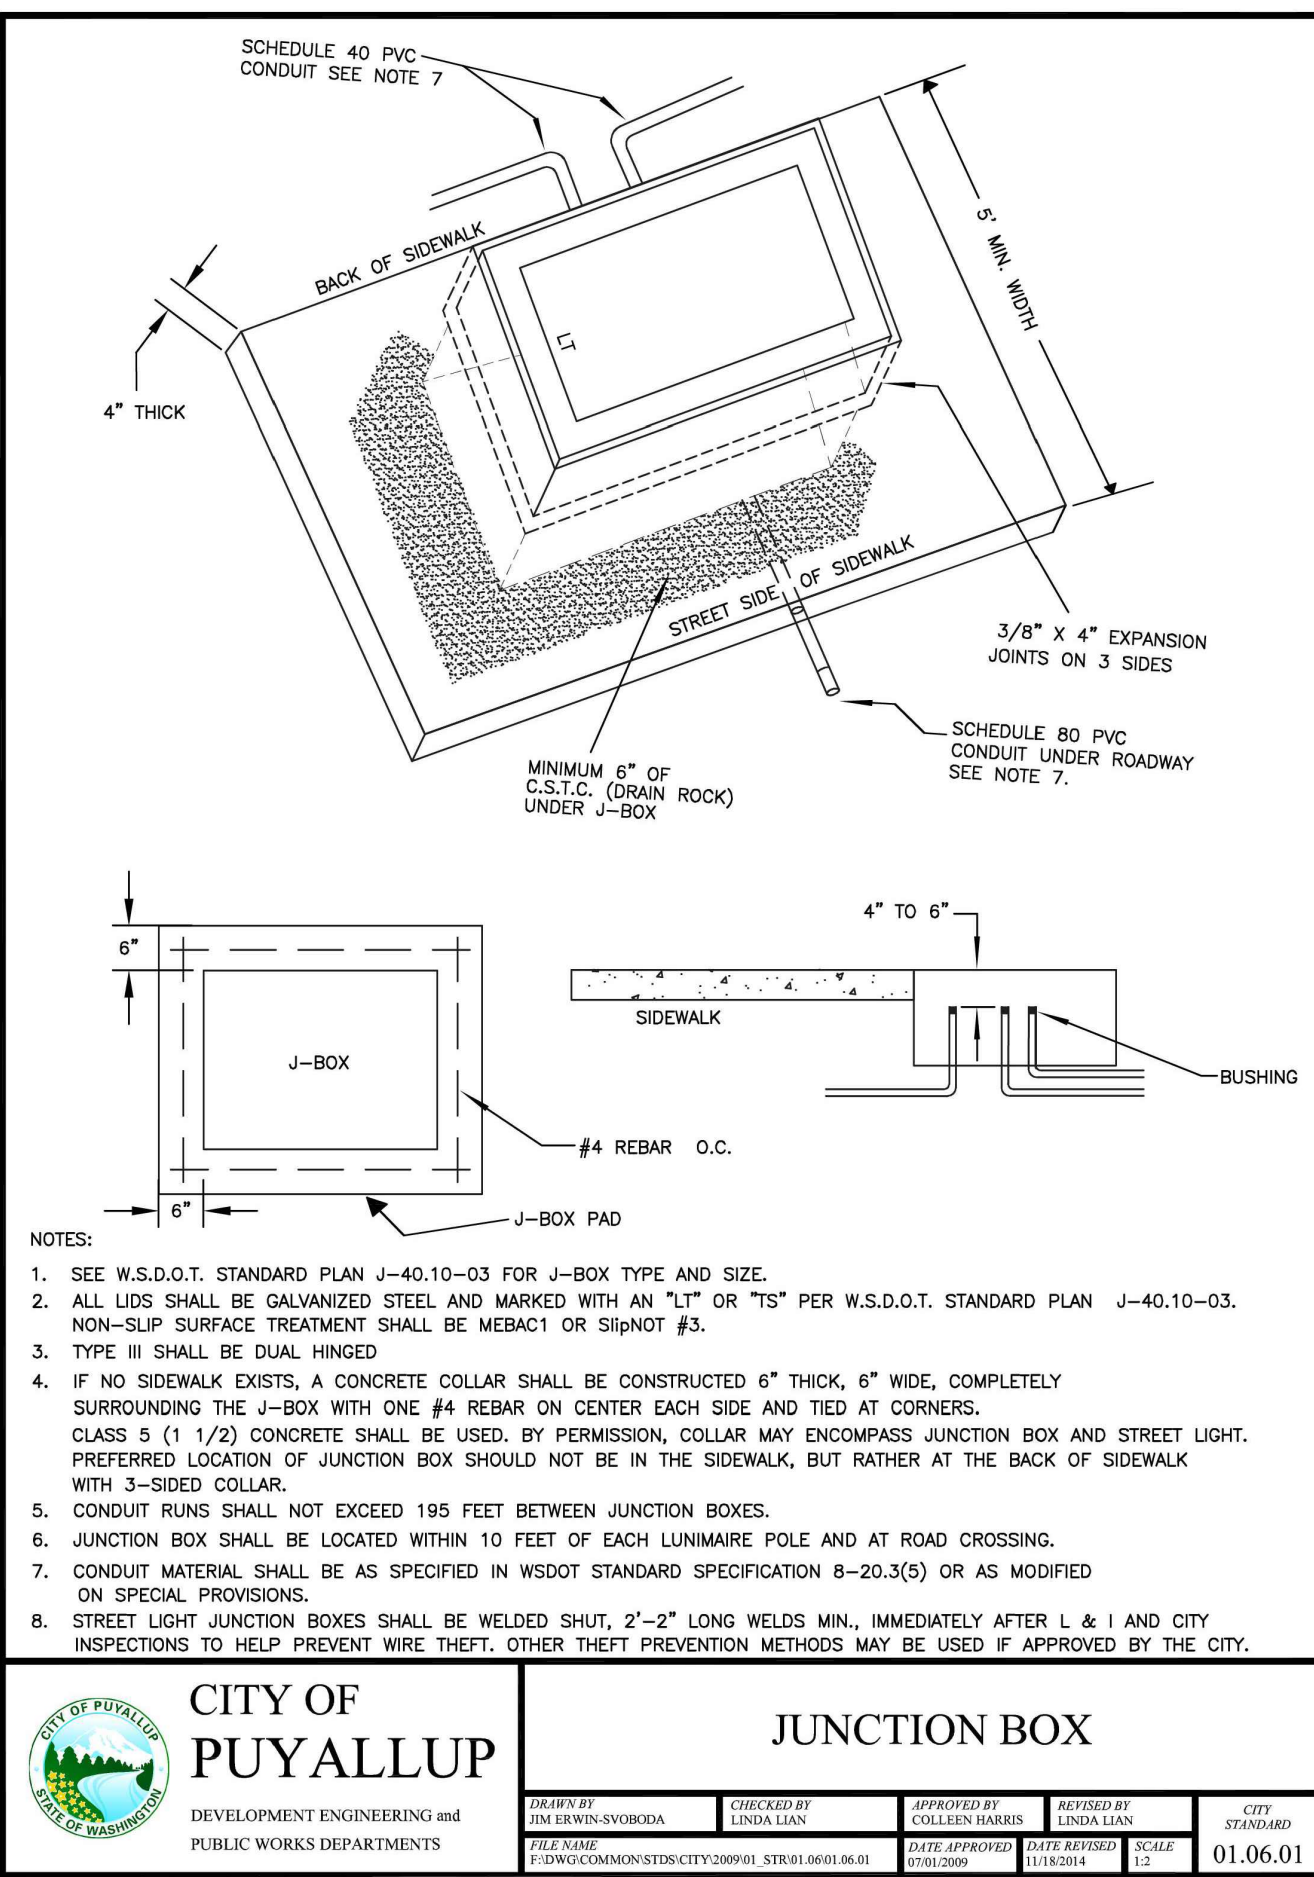 SCHEDULE 40 PVC
CONDUIT SEE NOTE 7
BACK OF SIDEWALK
5' MIN. WIDTH
LT
4" THICK
STREET SIDE OF SIDEWALK
3/8" X 4" EXPANSION
JOINTS ON 3 SIDES
SCHEDULE 80 PVC
CONDUIT UNDER ROADWAY
SEE NOTE 7.
MINIMUM 6" OF
C.S.T.C. (DRAIN ROCK)
UNDER J-BOX
6"
J-BOX
#4 REBAR O.C.
6"
J-BOX PAD
4" TO 6"
SIDEWALK
BUSHING
NOTES:
1. SEE W.S.D.O.T. STANDARD PLAN J-40.10-03 FOR J-BOX TYPE AND SIZE.
2. ALL LIDS SHALL BE GALVANIZED STEEL AND MARKED WITH AN "LT" OR "TS" PER W.S.D.O.T. STANDARD PLAN J-40.10-03.
NON-SLIP SURFACE TREATMENT SHALL BE MEBAC1 OR SlipNOT #3.
3. TYPE III SHALL BE DUAL HINGED
4. IF NO SIDEWALK EXISTS, A CONCRETE COLLAR SHALL BE CONSTRUCTED 6" THICK, 6" WIDE, COMPLETELY
SURROUNDING THE J-BOX WITH ONE #4 REBAR ON CENTER EACH SIDE AND TIED AT CORNERS.
CLASS 5 (1 1/2) CONCRETE SHALL BE USED. BY PERMISSION, COLLAR MAY ENCOMPASS JUNCTION BOX AND STREET LIGHT.
PREFERRED LOCATION OF JUNCTION BOX SHOULD NOT BE IN THE SIDEWALK, BUT RATHER AT THE BACK OF SIDEWALK
WITH 3-SIDED COLLAR.
5. CONDUIT RUNS SHALL NOT EXCEED 195 FEET BETWEEN JUNCTION BOXES.
6. JUNCTION BOX SHALL BE LOCATED WITHIN 10 FEET OF EACH LUNIMAIRE POLE AND AT ROAD CROSSING.
7. CONDUIT MATERIAL SHALL BE AS SPECIFIED IN WSDOT STANDARD SPECIFICATION 8-20.3(5) OR AS MODIFIED
ON SPECIAL PROVISIONS.
8. STREET LIGHT JUNCTION BOXES SHALL BE WELDED SHUT, 2'-2" LONG WELDS MIN., IMMEDIATELY AFTER L & I AND CITY
INSPECTIONS TO HELP PREVENT WIRE THEFT. OTHER THEFT PREVENTION METHODS MAY BE USED IF APPROVED BY THE CITY.
CITY OF PUYALLUP
STATE OF WASHINGTON
CITY OF
PUYALLUP
DEVELOPMENT ENGINEERING and
PUBLIC WORKS DEPARTMENTS
JUNCTION BOX
DRAWN BY
JIM ERWIN-SVOBODA
CHECKED BY
LINDA LIAN
APPROVED BY
COLLEEN HARRIS
REVISED BY
LINDA LIAN
CITY
STANDARD
01.06.01
FILE NAME
F:\DWG\COMMON\STDS\CITY\2009\01_STR\01.06\01.06.01
DATE APPROVED
07/01/2009
DATE REVISED
11/18/2014
SCALE
1:2